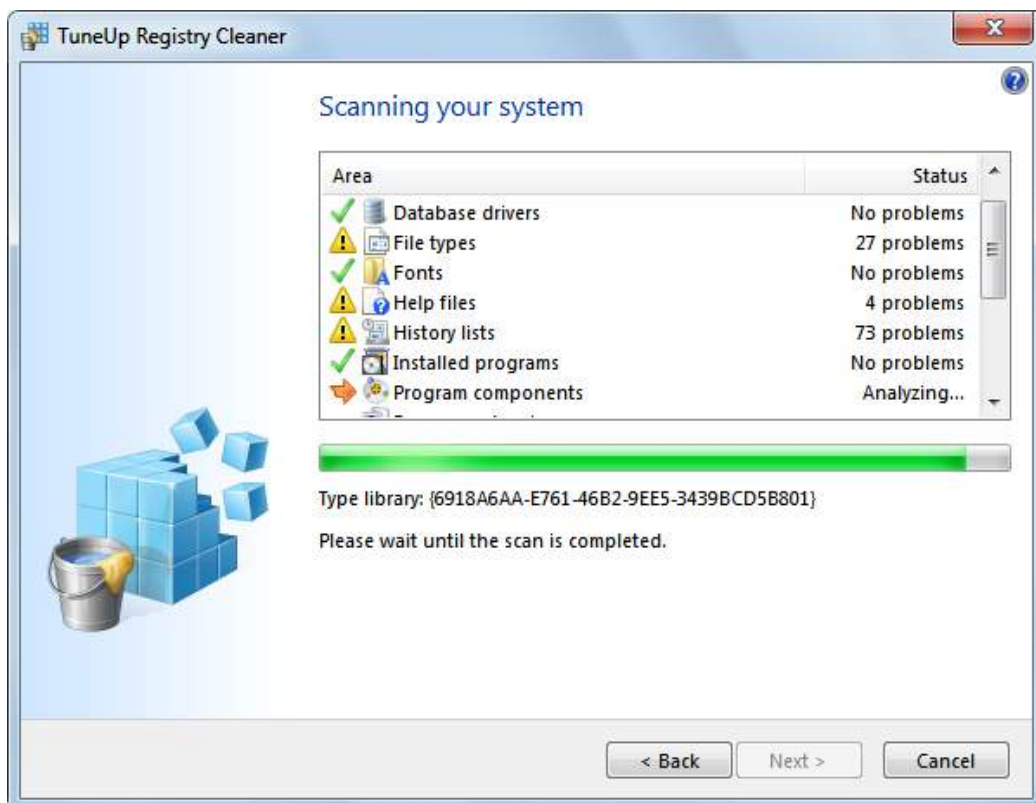 TuneUp Registry Cleaner
Scanning your system
Area Status
Database drivers No problems
File types 27 problems
Fonts No problems
Help files 4 problems
History lists 73 problems
Installed programs No problems
Program components Analyzing...
Type library: {6918A6AA-E761-46B2-9EE5-3439BCD5B801}
Please wait until the scan is completed.
< Back Next > Cancel